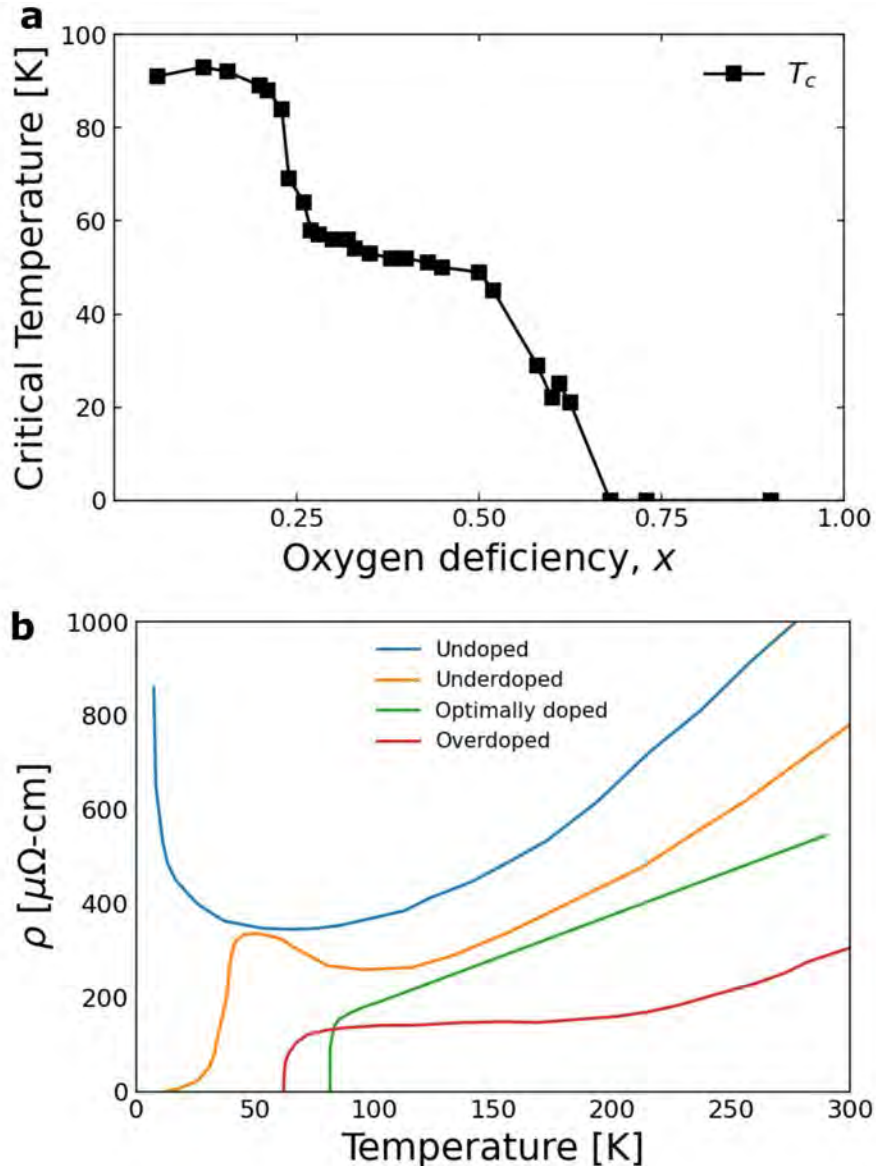 a
100
80
60
40
20
0
Critical Temperature [K]
T_c
0.25
0.50
0.75
1.00
Oxygen deficiency, x
b
1000
800
600
400
200
0
ρ [μΩ-cm]
Undoped
Underdoped
Optimally doped
Overdoped
0
50
100
150
200
250
300
Temperature [K]